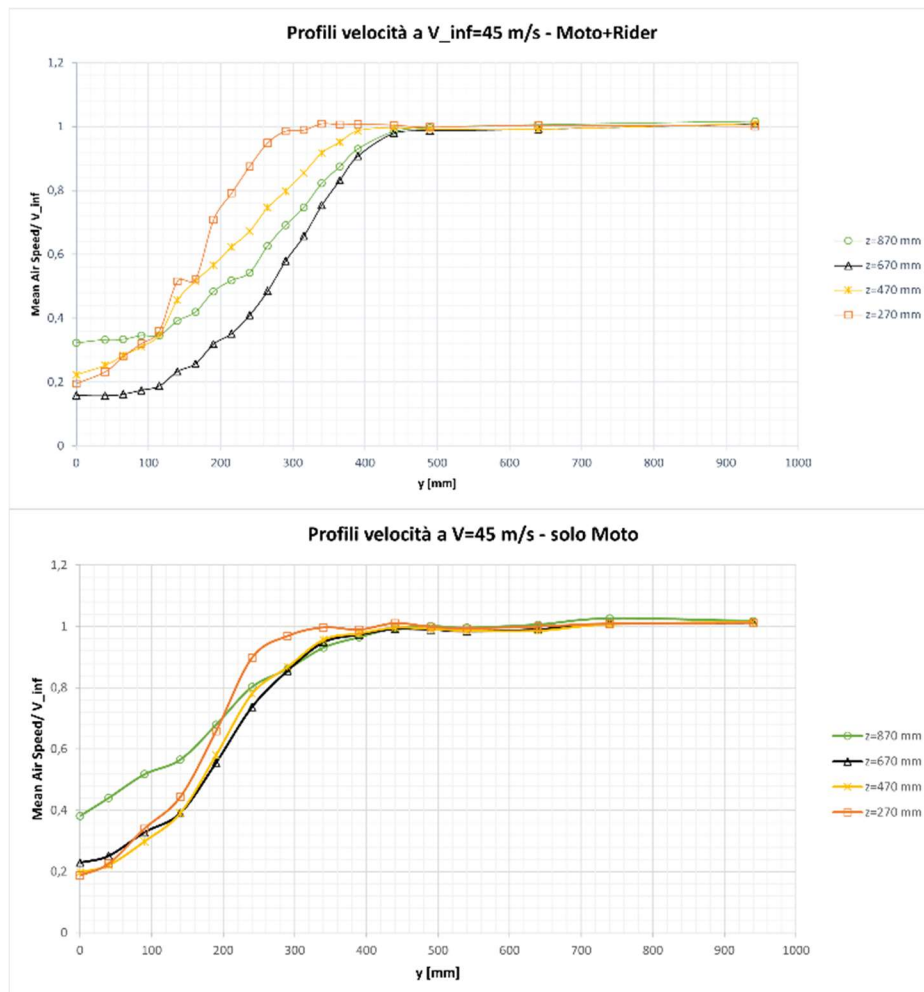 Profili velocità a V_inf=45 m/s - Moto+Rider
1,2
1
0,8
0,6
0,4
0,2
0
Mean Air Speed/ V_inf
0 100 200 300 400 500 600 700 800 900 1000
y [mm]
z=870 mm
z=670 mm
z=470 mm
z=270 mm
Profili velocità a V=45 m/s - solo Moto
1,2
1
0,8
0,6
0,4
0,2
0
Mean Air Speed/ V_inf
0 100 200 300 400 500 600 700 800 900 1000
y [mm]
z=870 mm
z=670 mm
z=470 mm
z=270 mm